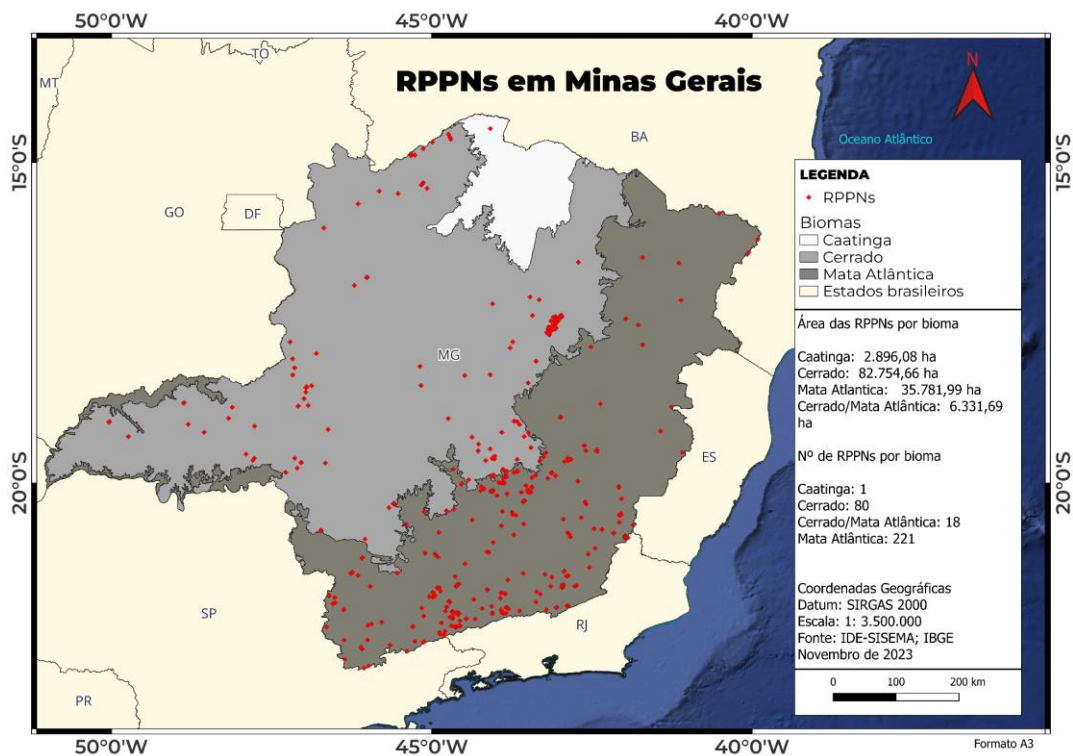 50°0'W 45°0'W 40°0'W
RPPNs em Minas Gerais
N
TO
MT
BA
Oceano Atlântico
15°0'S 15°0'S
GO
DF
MG
ES
20°0'S 20°0'S
SP
RJ
PR
LEGENDA
RPPNs
Biomas
Caatinga
Cerrado
Mata Atlântica
Estados brasileiros
Área das RPPNs por bioma
Caatinga: 2.896,08 ha
Cerrado: 82.754,66 ha
Mata Atlantica: 35.781,99 ha
Cerrado/Mata Atlântica: 6.331,69
ha
Nº de RPPNs por bioma
Caatinga: 1
Cerrado: 80
Cerrado/Mata Atlântica: 18
Mata Atlântica: 221
Coordenadas Geográficas
Datum: SIRGAS 2000
Escala: 1: 3.500.000
Fonte: IDE-SISEMA; IBGE
Novembro de 2023
0 100 200 km
50°0'W 45°0'W 40°0'W
Formato A3